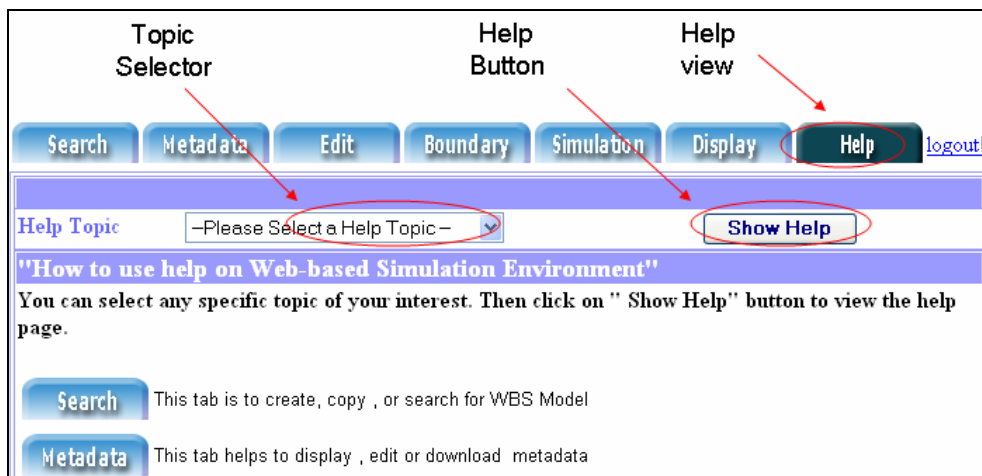 Topic
Selector
Help
Button
Help
view
Search Metadata Edit Boundary Simulation Display Help logout!
Help Topic –Please Select a Help Topic– Show Help
"How to use help on Web-based Simulation Environment"
You can select any specific topic of your interest. Then click on " Show Help" button to view the help
page.
Search This tab is to create, copy , or search for WBS Model
Metadata This tab helps to display , edit or download metadata